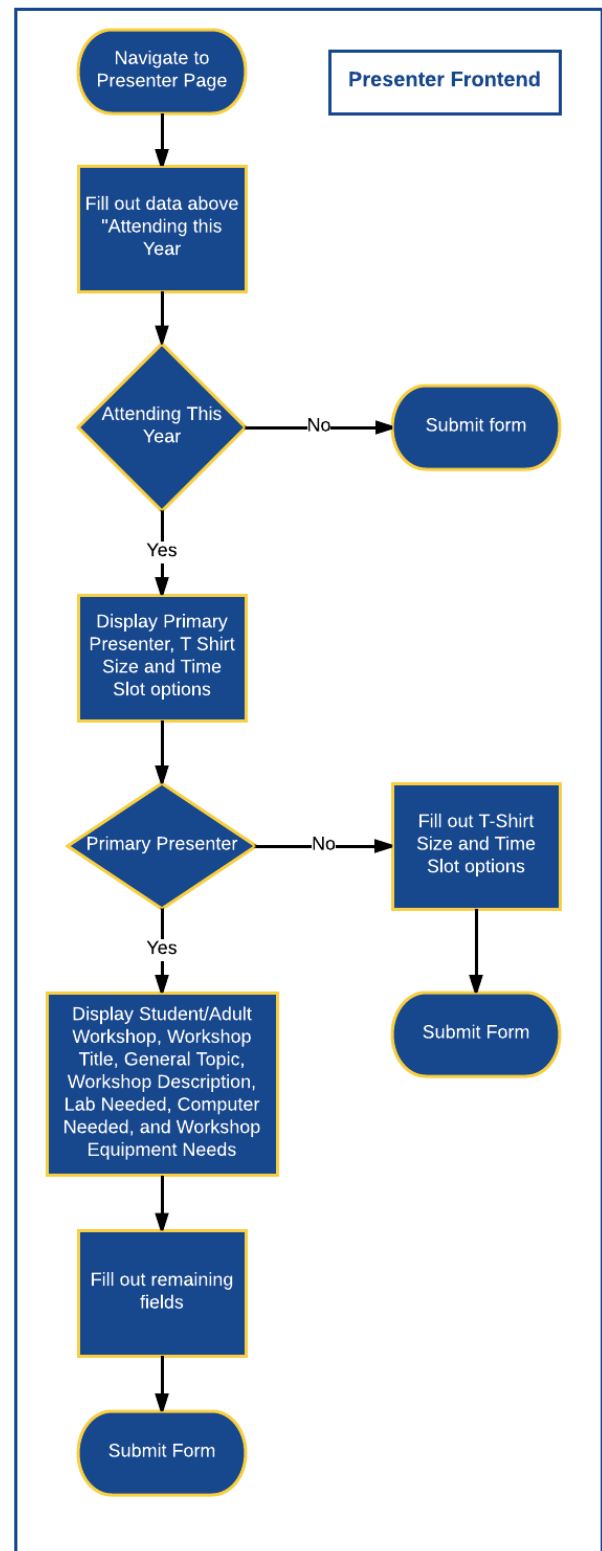 Navigate to
Presenter Page
Presenter Frontend
Fill out data above
"Attending this
Year
Attending This
Year
No
Submit form
Yes
Display Primary
Presenter, T Shirt
Size and Time
Slot options
Primary Presenter
No
Fill out T-Shirt
Size and Time
Slot options
Yes
Submit Form
Display Student/Adult
Workshop, Workshop
Title, General Topic,
Workshop Description,
Lab Needed, Computer
Needed, and Workshop
Equipment Needs
Fill out remaining
fields
Submit Form